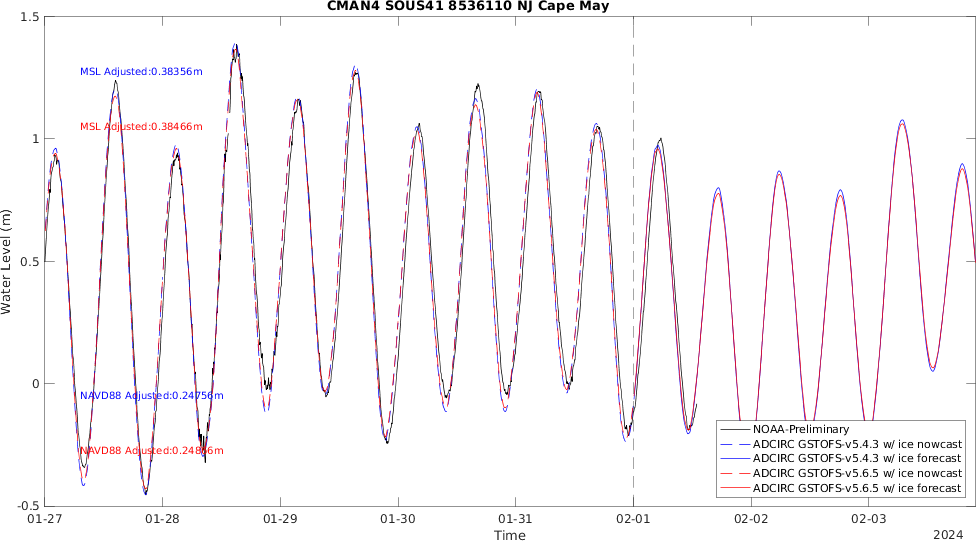 CMAN4 SOUS41 8536110 NJ Cape May
Water Level (m)
1.5
1
0.5
0
-0.5
MSL Adjusted:0.38356m
MSL Adjusted:0.38466m
NAVD88 Adjusted:0.24756m
NAVD88 Adjusted:0.24866m
NOAA-Preliminary
ADCIRC GSTOFS-v5.4.3 w/ ice nowcast
ADCIRC GSTOFS-v5.4.3 w/ ice forecast
ADCIRC GSTOFS-v5.6.5 w/ ice nowcast
ADCIRC GSTOFS-v5.6.5 w/ ice forecast
01-27 01-28 01-29 01-30 01-31 02-01 02-02 02-03
Time
2024